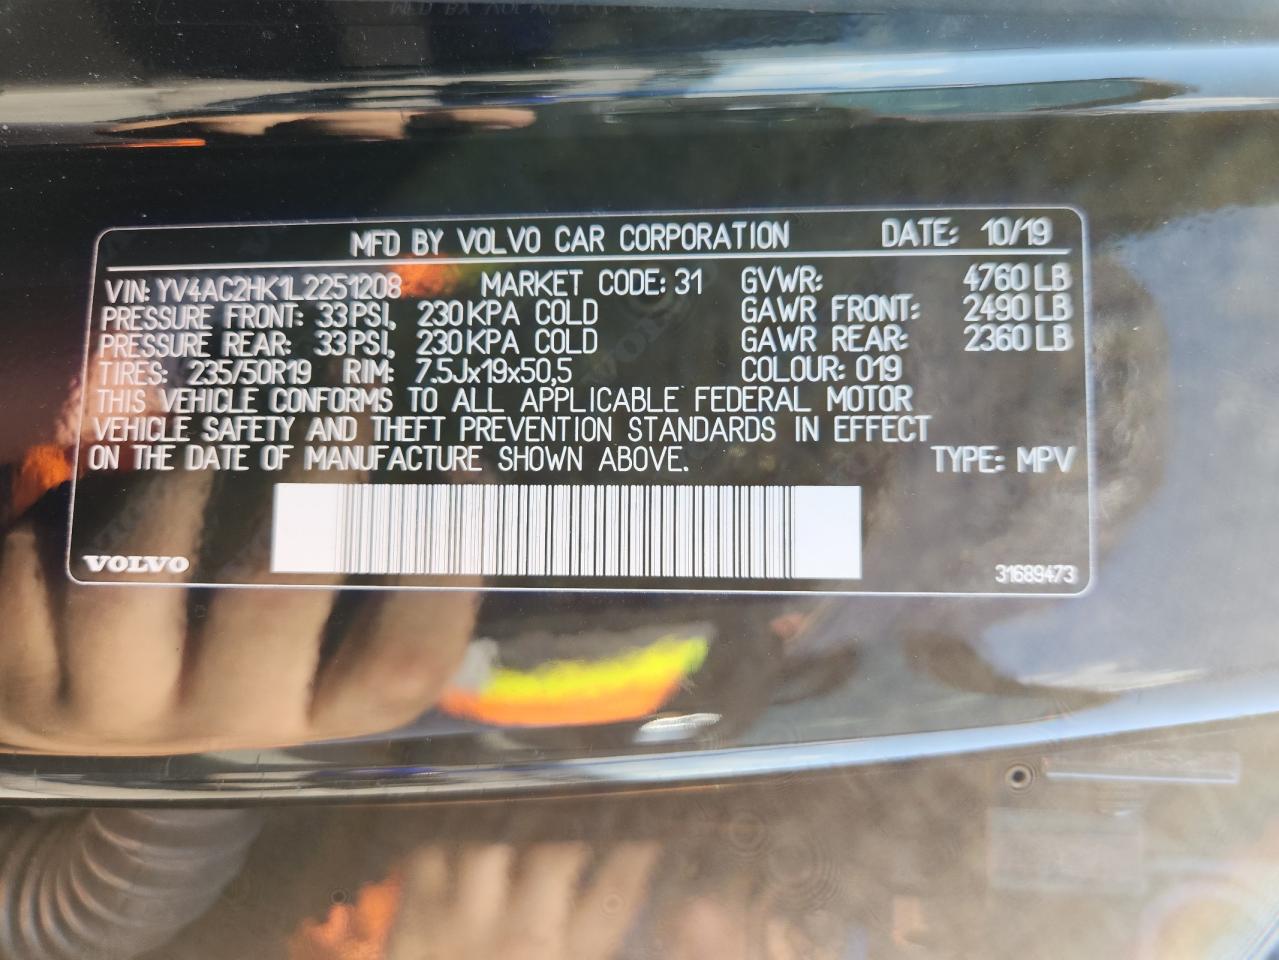 MFD BY VOLVO CAR CORPORATION DATE: 10/19
VIN: YV4AC2HK1L2251208 MARKET CODE: 31 GVWR: 4760 LB
PRESSURE FRONT: 33 PSI, 230 KPA COLD GAWR FRONT: 2490 LB
PRESSURE REAR: 33 PSI, 230 KPA COLD GAWR REAR: 2360 LB
TIRES: 235/50R19 RIM: 7.5Jx19x50,5 COLOUR: 019
THIS VEHICLE CONFORMS TO ALL APPLICABLE FEDERAL MOTOR
VEHICLE SAFETY AND THEFT PREVENTION STANDARDS IN EFFECT
ON THE DATE OF MANUFACTURE SHOWN ABOVE. TYPE: MPV
VOLVO 31689473